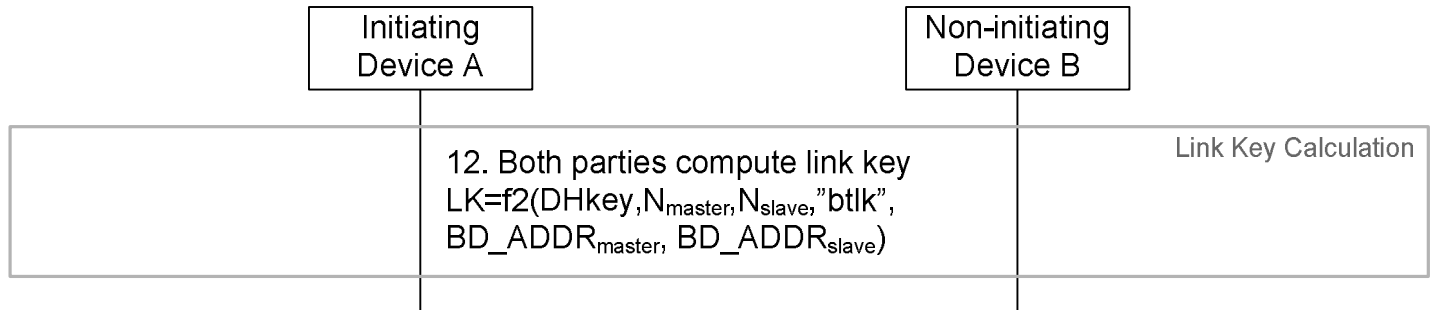 Initiating
Device A
Non-initiating
Device B
Link Key Calculation
12. Both parties compute link key
LK=f2(DHkey,Nmaster,Nslave,”btlk”,
BD_ADDRmaster, BD_ADDRslave)